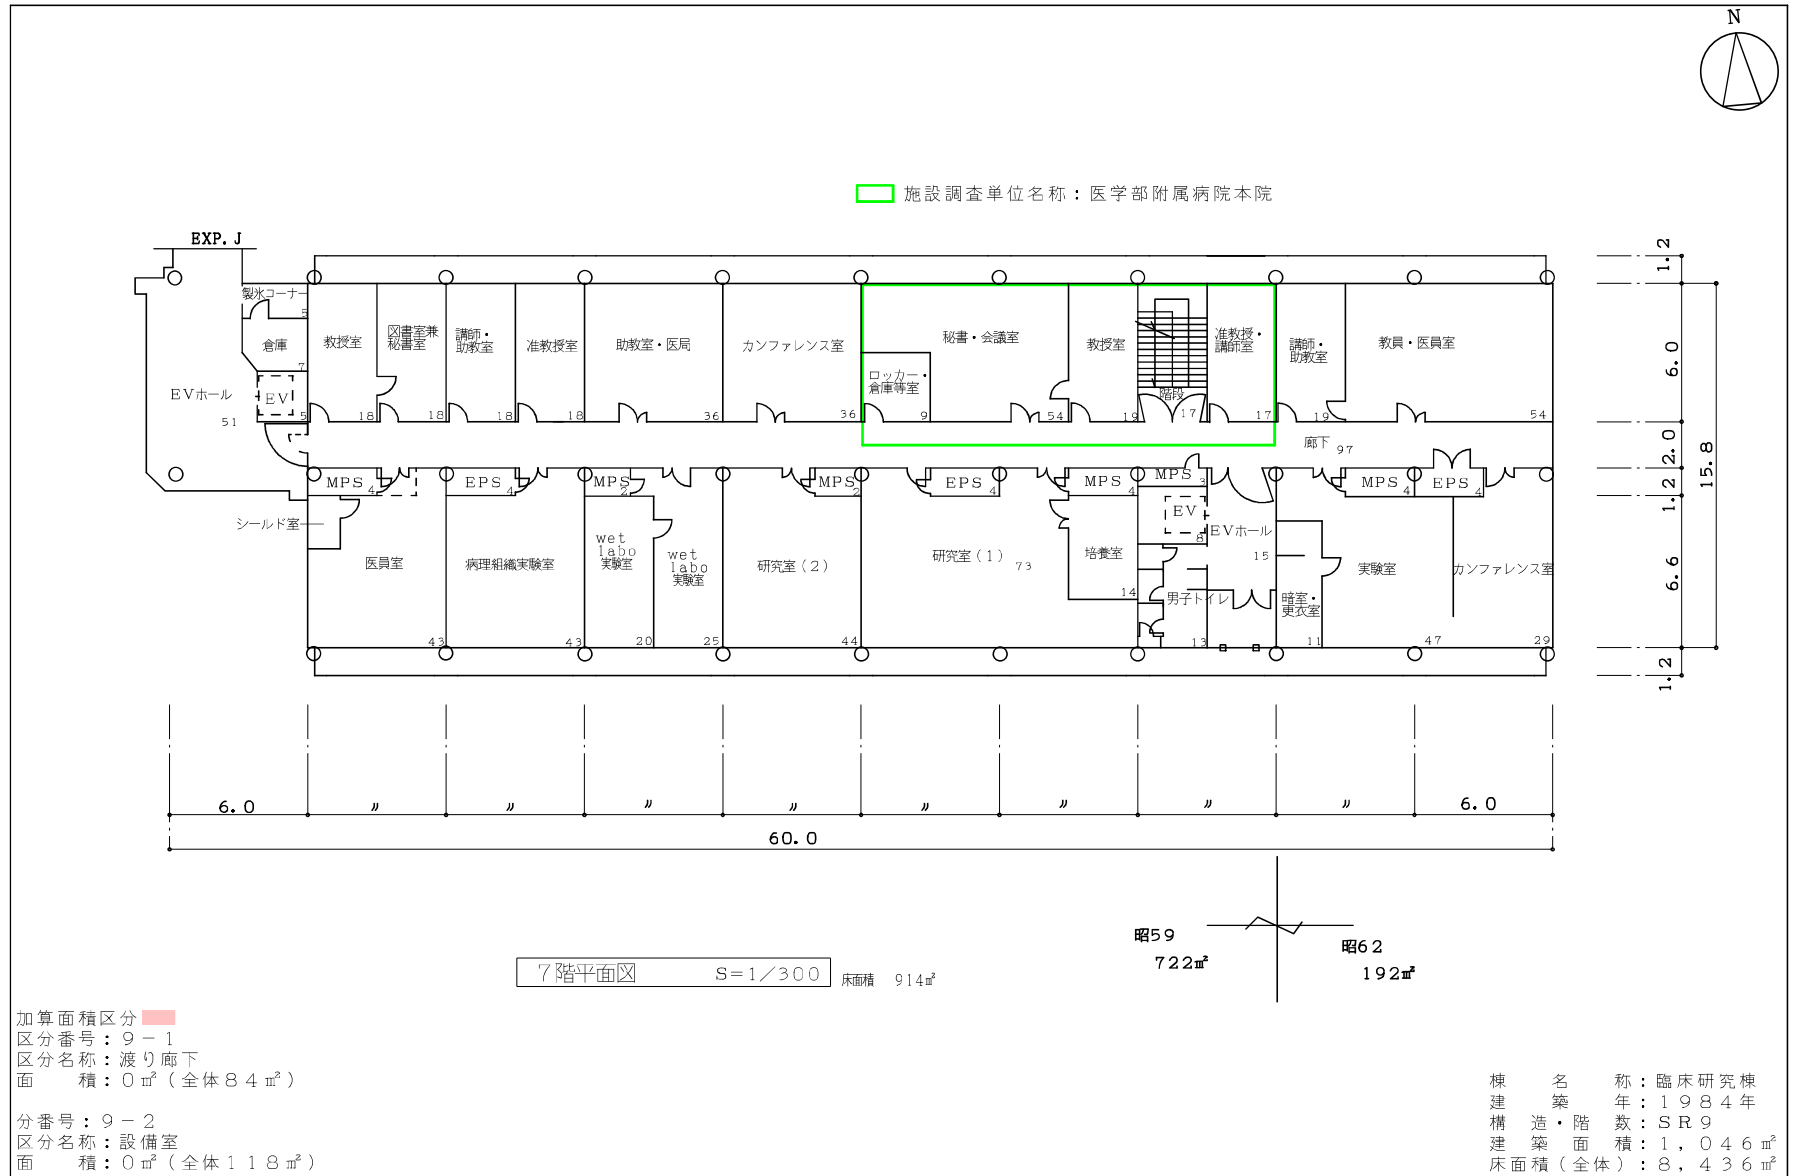 N
施設調査単位名称：医学部附属病院本院
EXP.J
1.2
製氷コーナー
5
倉庫
7
EVホール
51
EV
5
教授室
18
図書室兼
秘書室
18
講師・
助教室
18
准教授室
18
助教室・医局
36
カンファレンス室
36
秘書・会議室
54
ロッカー・
倉庫等室
9
教授室
19
階段
17
准教授・
講師室
17
講師・
助教室
19
教員・医員室
54
6.0
廊下
97
2.0
15.8
MPS
4
EPS
4
MPS
2
MPS
2
EPS
4
MPS
4
MPS
3
MPS
4
EPS
4
1.2
シールド室
医員室
43
病理組織実験室
43
wet
labo
実験室
20
wet
labo
実験室
25
研究室（2）
44
研究室（1）
73
培養室
14
EV
8
EVホール
15
男子トイレ
13
暗室・
更衣室
11
実験室
47
カンファレンス室
29
6.6
1.2
6.0
〃
〃
〃
〃
〃
〃
〃
〃
6.0
60.0
昭59
722㎡
昭62
192㎡
7階平面図　S=1/300
床面積　914㎡
加算面積区分
区分番号：9－1
区分名称：渡り廊下
面　積：0㎡（全体84㎡）
分番号：9－2
区分名称：設備室
面　積：0㎡（全体118㎡）
棟　名　称：臨床研究棟
建　築　年：1984年
構　造・階　数：SR9
建　築　面　積：1，046㎡
床面積（全体）：8，436㎡